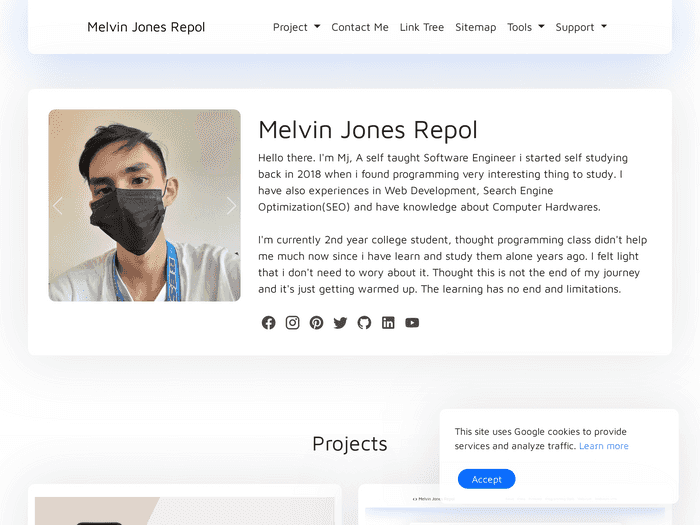 Melvin Jones Repol
Project Contact Me Link Tree Sitemap Tools Support
Melvin Jones Repol
Hello there. I'm Mj, A self taught Software Engineer i started self studying
back in 2018 when i found programming very interesting thing to study. I
have also experiences in Web Development, Search Engine
Optimization(SEO) and have knowledge about Computer Hardwares.
I'm currently 2nd year college student, thought programming class didn't help
me much now since i have learn and study them alone years ago. I felt light
that i don't need to wory about it. Thought this is not the end of my journey
and it's just getting warmed up. The learning has no end and limitations.
Projects
This site uses Google cookies to provide
services and analyze traffic. Learn more
Accept